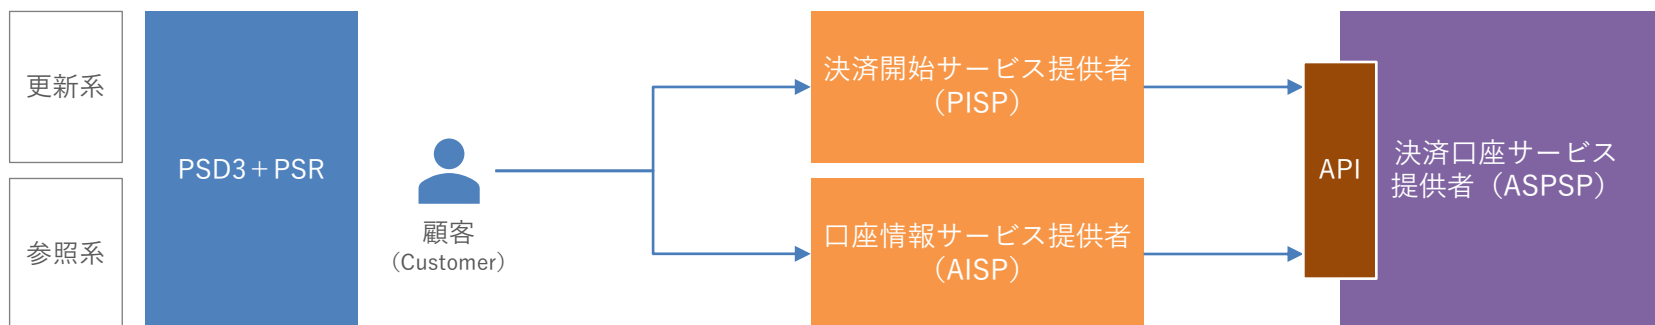 更新系
参照系
PSD3+PSR
顧客
(Customer)
決済開始サービス提供者
(PISP)
口座情報サービス提供者
(AISP)
API
決済口座サービス
提供者(ASPSP)